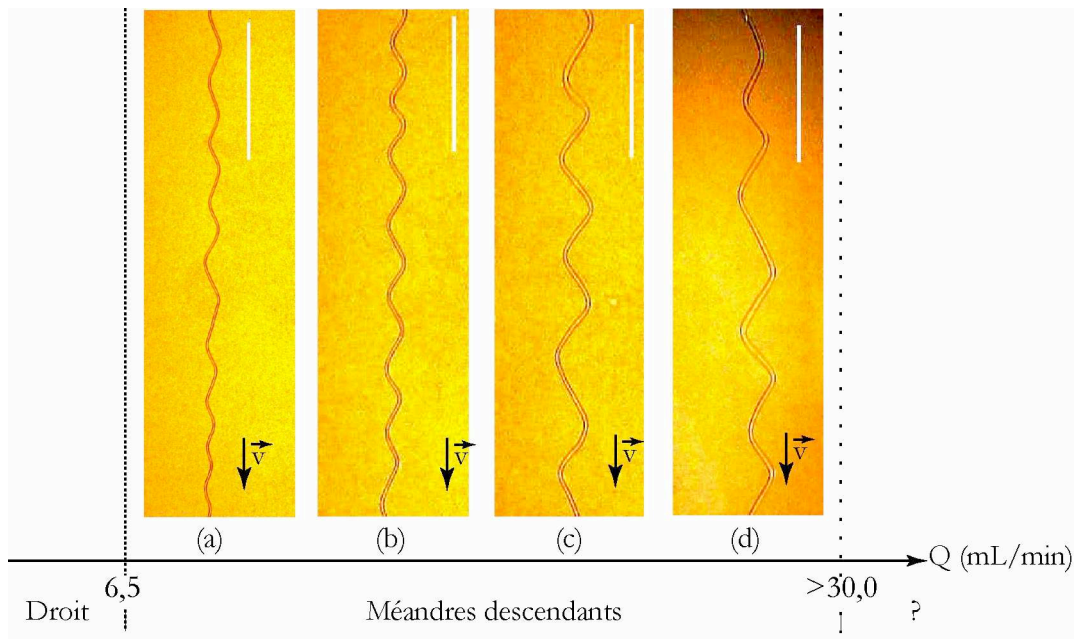 v
v
v
v
(a)
(b)
(c)
(d)
Q (mL/min)
6,5
>30,0
Droit
Méandres descendants
?